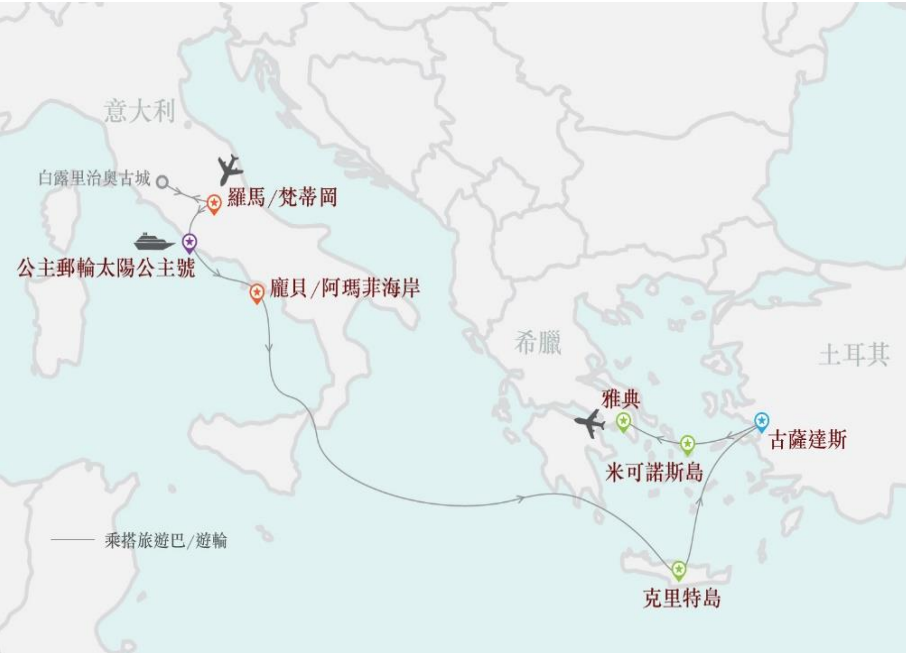 意大利
白露里治奧古城
羅馬/梵蒂岡
公主郵輪太陽公主號
龐貝/阿瑪菲海岸
希臘
土耳其
雅典
古薩達斯
米可諾斯島
乘搭旅遊巴/遊輪
克里特島